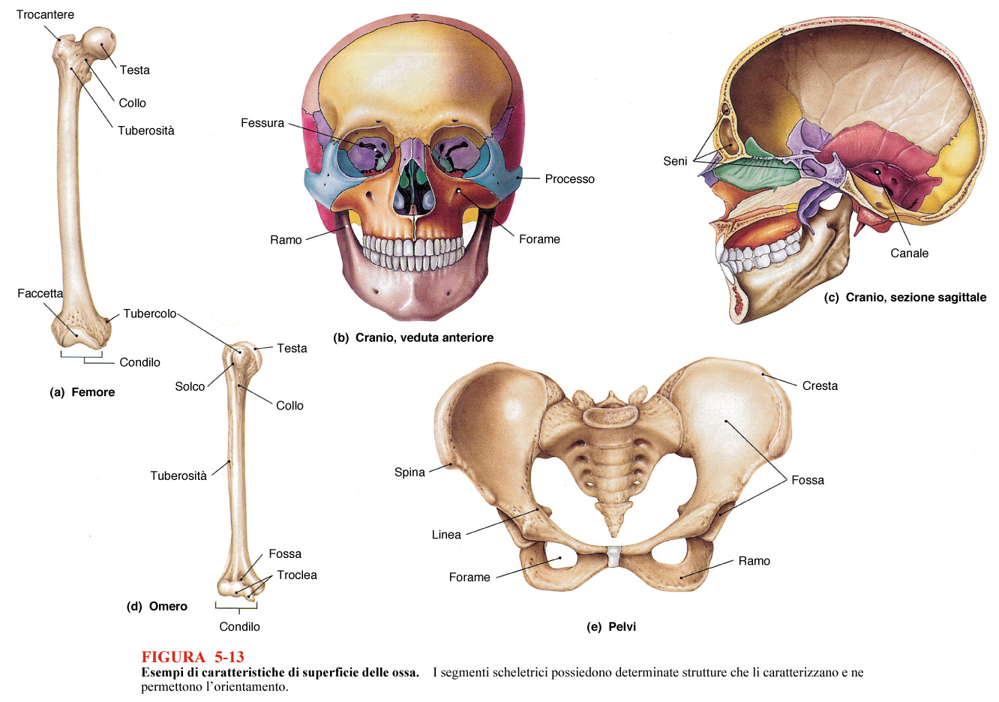 Trocantere
Testa
Collo
Tuberosità
Faccetta
Tubercolo
Condilo
(a) Femore
Fessura
Processo
Ramo
Forame
(b) Cranio, veduta anteriore
Seni
Canale
(c) Cranio, sezione sagittale
Testa
Solco
Collo
Tuberosità
Fossa
Troclea
(d) Omero
Condilo
Cresta
Spina
Fossa
Linea
Forame
Ramo
(e) Pelvi
FIGURA 5-13
Esempi di caratteristiche di superficie delle ossa. I segmenti scheletrici possiedono determinate strutture che li caratterizzano e ne
permettono l'orientamento.